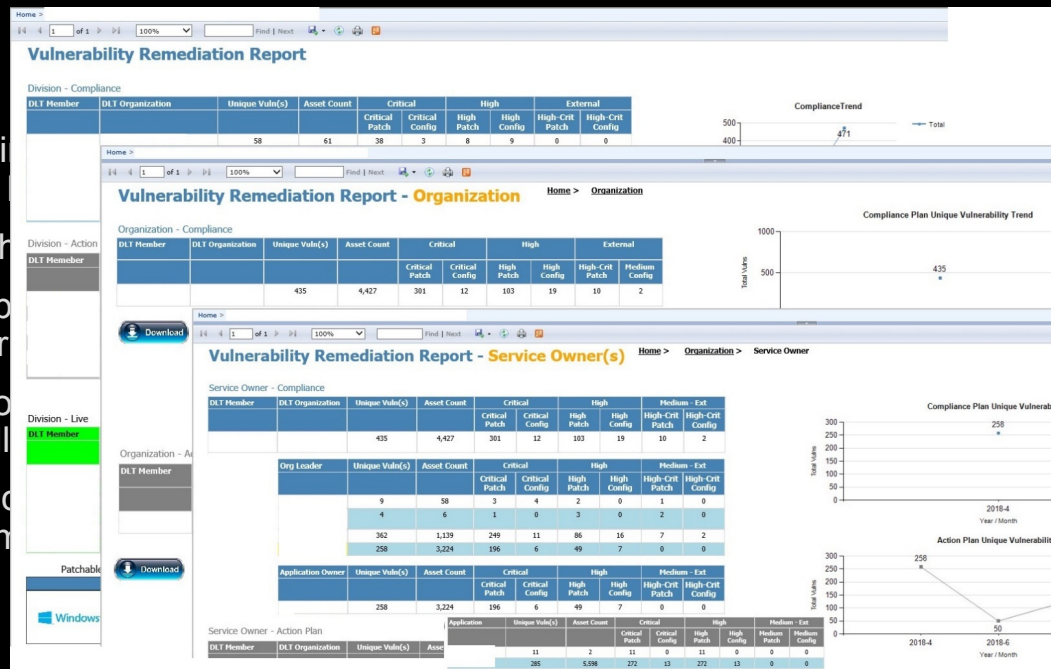 Home >
1 of 1 100% Find | Next
Vulnerability Remediation Report
Division - Compliance
DLT Member DLT Organization Unique Vuln(s) Asset Count Critical High External
Critical Patch Critical Config High Patch High Config High-Crit Patch High-Crit Config
58 61 38 3 8 9 0 0
ComplianceTrend
500
400
471
Total
Division - Action
DLT Memeber
Division - Live
DLT Member
Patchable
Windows
Home >
1 of 1 100% Find | Next
Vulnerability Remediation Report - Organization
Home > Organization
Organization - Compliance
DLT Member DLT Organization Unique Vuln(s) Asset Count Critical High External
Critical Patch Critical Config High Patch High Config High-Crit Patch Medium Config
435 4,427 301 12 103 19 10 2
Compliance Plan Unique Vulnerability Trend
1000
500
Total Vulns
435
Download
Organization - A
DLT Member
Download
Home >
1 of 1 100% Find | Next
Vulnerability Remediation Report - Service Owner(s)
Home > Organization > Service Owner
Service Owner - Compliance
DLT Member DLT Organization Unique Vuln(s) Asset Count Critical High Medium - Ext
Critical Patch Critical Config High Patch High Config High-Crit Patch High-Crit Config
435 4,427 301 12 103 19 10 2
Org Leader Unique Vuln(s) Asset Count Critical High Medium - Ext
Critical Patch Critical Config High Patch High Config High-Crit Patch High-Crit Config
9 58 3 4 2 0 1 0
4 6 1 0 3 0 2 0
362 1,139 249 11 86 16 7 2
258 3,224 196 6 49 7 0 0
Application Owner Unique Vuln(s) Asset Count Critical High Medium - Ext
Critical Patch Critical Config High Patch High Config High-Crit Patch High-Crit Config
258 3,224 196 6 49 7 0 0
Service Owner - Action Plan
DLT Member DLT Organization Unique Vuln(s) Asse
Application Unique Vuln(s) Asset Count Critical High Medium - Ext
Critical Patch Critical Config High Patch High Config Medium Patch Medium Config
11 2 11 0 11 0 0 0
285 5,598 272 13 272 13 0 0
Compliance Plan Unique Vulnerab
300
250
200
150
100
50
0
Total Vulns
258
2018-4
Year / Month
Action Plan Unique Vulnerabilit
300
250
200
150
100
50
0
Total Vulns
258
50
2018-4 2018-6
Year / Month